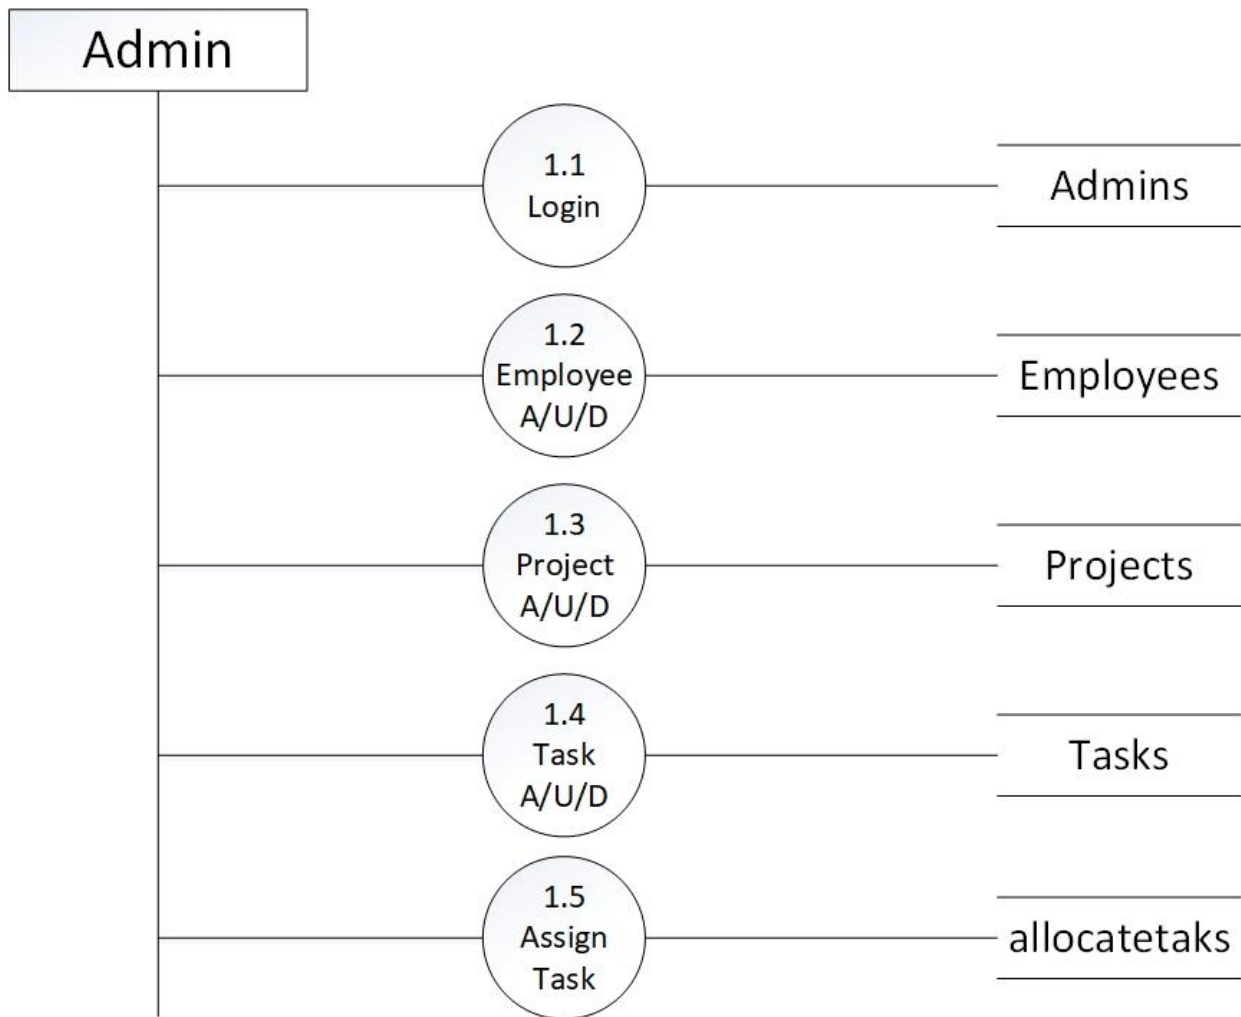 Admin
1.1
Login
Admins
1.2
Employee
A/U/D
Employees
1.3
Project
A/U/D
Projects
1.4
Task
A/U/D
Tasks
1.5
Assign
Task
allocatetaks